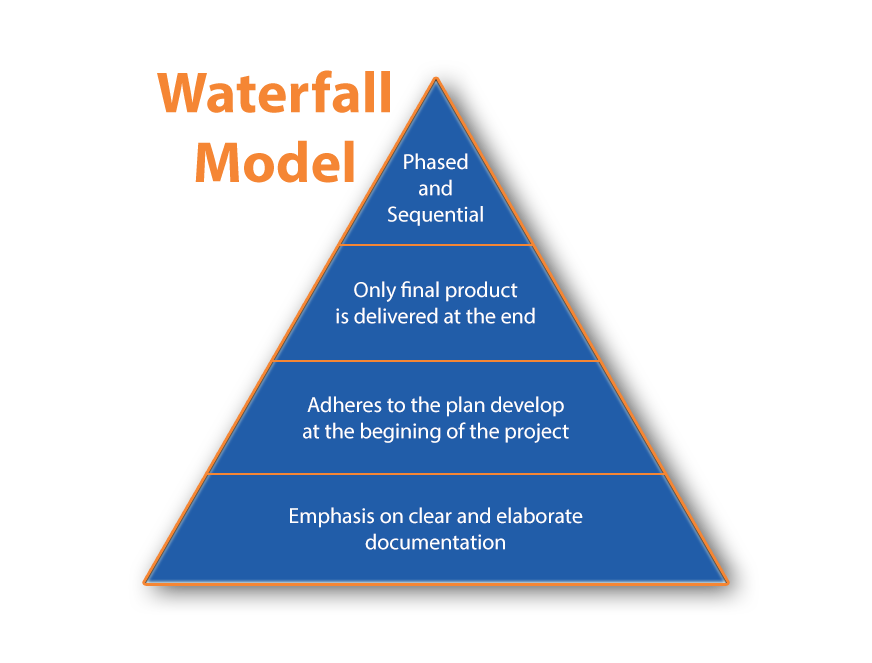 Waterfall
Model
Phased
and
Sequential
Only final product
is delivered at the end
Adheres to the plan develop
at the begining of the project
Emphasis on clear and elaborate
documentation